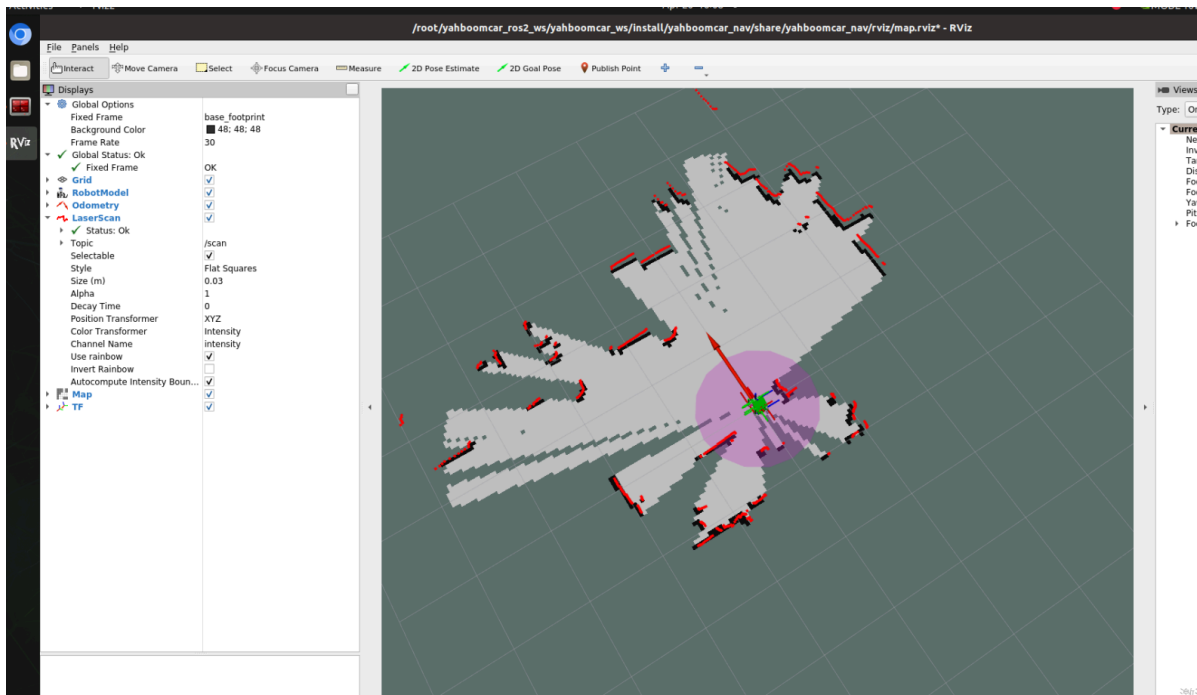 /root/yahboomcar_ros2_ws/yahboomcar_ws/install/yahboomcar_nav/share/yahboomcar_nav/rviz/map.rviz* - RViz
File Panels Help
Interact Move Camera Select Focus Camera Measure 2D Pose Estimate 2D Goal Pose Publish Point
Displays
Global Options
Fixed Frame base_footprint
Background Color 48; 48; 48
Frame Rate 30
Global Status: Ok
Fixed Frame OK
Grid
RobotModel
Odometry
LaserScan
Status: Ok
Topic /scan
Selectable
Style Flat Squares
Size (m) 0.03
Alpha 1
Decay Time 0
Position Transformer XYZ
Color Transformer Intensity
Channel Name intensity
Use rainbow
Invert Rainbow
Autocompute Intensity Boun...
Map
TF
RViz
Views
Type: